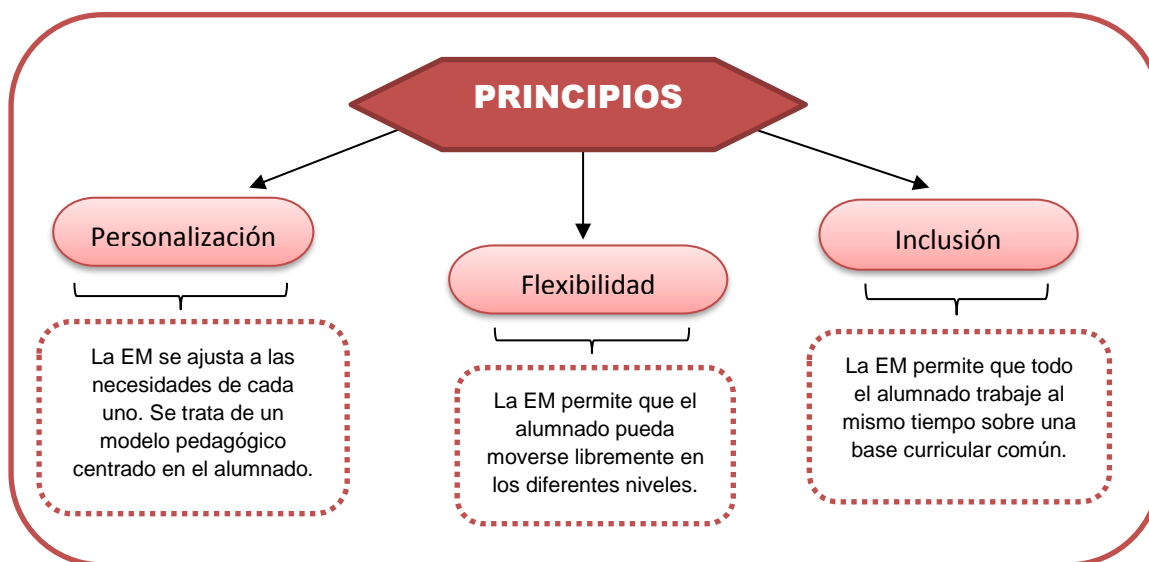 PRINCIPIOS
Personalización
La EM se ajusta a las
necesidades de cada
uno. Se trata de un
modelo pedagógico
centrado en el alumnado.
Flexibilidad
La EM permite que el
alumnado pueda
moverse libremente en
los diferentes niveles.
Inclusión
La EM permite que todo
el alumnado trabaje al
mismo tiempo sobre una
base curricular común.